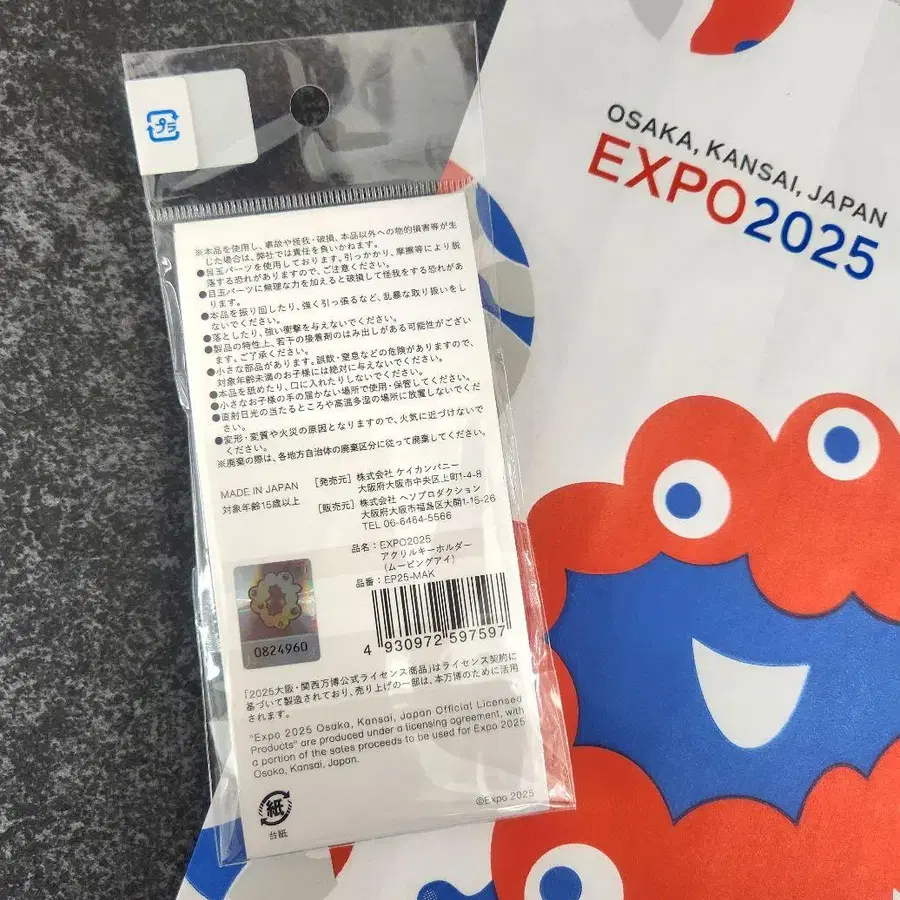 プラ
OSAKA, KANSAI, JAPAN
EXPO2025
※本品を使用し、事故や怪我・破損、本品以外への物的損害等が生
じた場合は、弊社では責任を負いかねます。
●目玉パーツを使用しております。引っかかり、摩擦等により脱
落する恐れがありますので、ご注意ください。
●目玉パーツに無理な力を加えると破損して怪我をする恐れがあ
ります。
●本品を振り回したり、強く引っ張るなど、乱暴な取り扱いをし
ないでください。
●落としたり、強い衝撃を与えないでください。
●製品の特性上、若干の接着剤のはみ出しがある可能性がござい
ます。ご了承ください。
●小さな部品があります。誤飲・窒息などの危険がありますので、
対象年齢未満のお子様には絶対に与えないでください。
●本品を舐めたり、口に入れたりしないでください。
●小さなお子様の手の届かない場所で使用・保管してください。
●直射日光の当たるところや高温多湿の場所に放置しないでくだ
さい。
●変形・変質や火災の原因となりますので、火気に近づけないで
ください。
※廃棄の際は、各地方自治体の廃棄区分に従って廃棄してください。
MADE IN JAPAN
対象年齢15歳以上
[発売元] 株式会社 ケイカンパニー
大阪府大阪市中央区上町1-4-8
[販売元] 株式会社 ヘソプロダクション
大阪府大阪市福島区大開1-15-26
TEL 06-6464-5566
品名：EXPO2025
アクリルキーホルダー
(ムービングアイ)
品番：EP25-MAK
0824960
4 930972 597597
「2025大阪・関西万博公式ライセンス商品」はライセンス契約に
基づいて製造されており、売り上げの一部は、本万博のために活用
されます。
"Expo 2025 Osaka, Kansai, Japan Official Licensed
Products" are produced under a licensing agreement, with
a portion of the sales proceeds to be used for Expo 2025
Osaka, Kansai, Japan.
紙
台紙
©Expo 2025